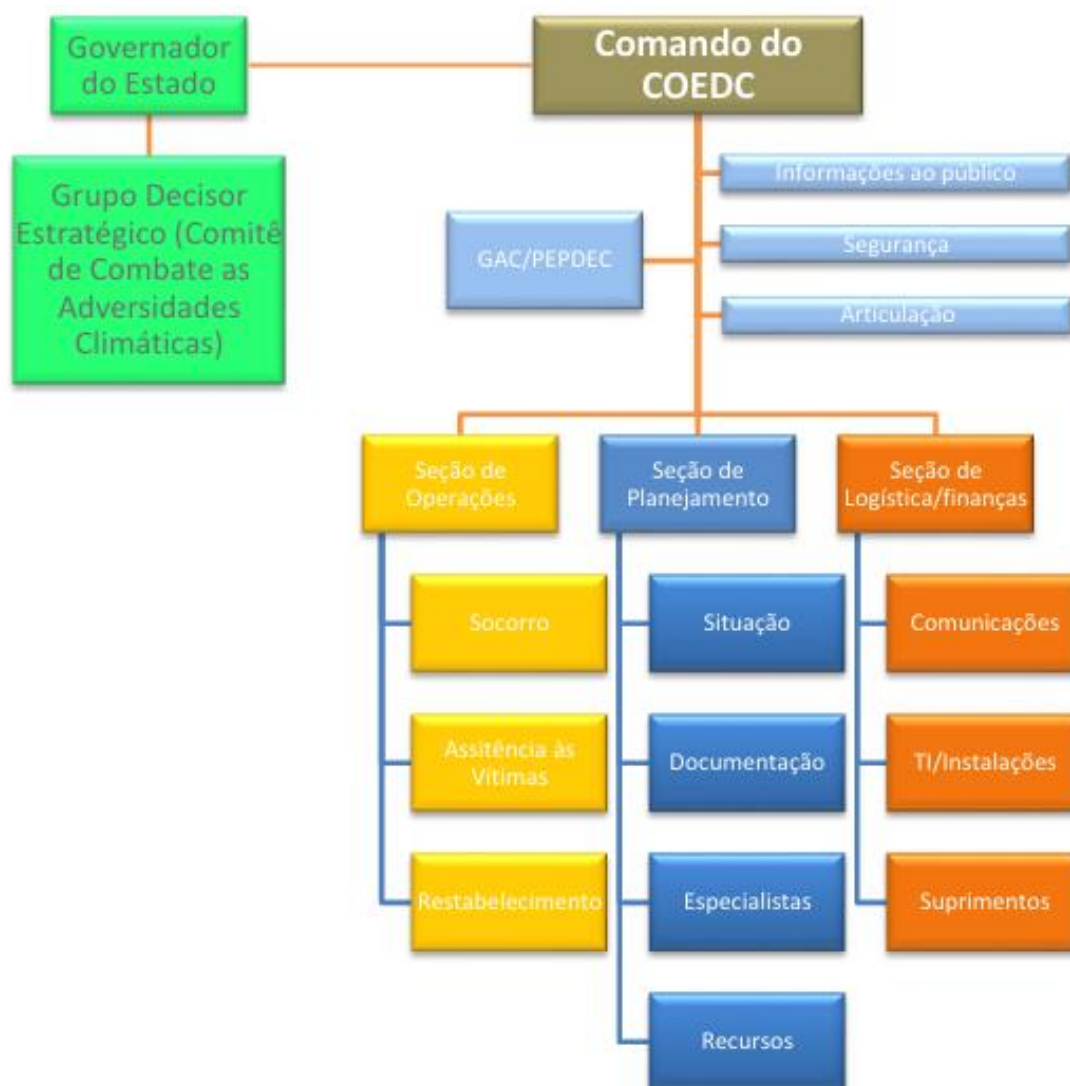 Governador
do Estado
Comando do
COEDC
Grupo Decisor
Estratégico (Comitê
de Combate as
Adversidades
Climáticas)
Informações ao público
GAC/PEPDEC
Segurança
Articulação
Seção de
Operações
Seção de
Planejamento
Seção de
Logística/finanças
Socorro
Situação
Comunicações
Assitência às
Vítimas
Documentação
TI/Instalações
Restabelecimento
Especialistas
Suprimentos
Recursos